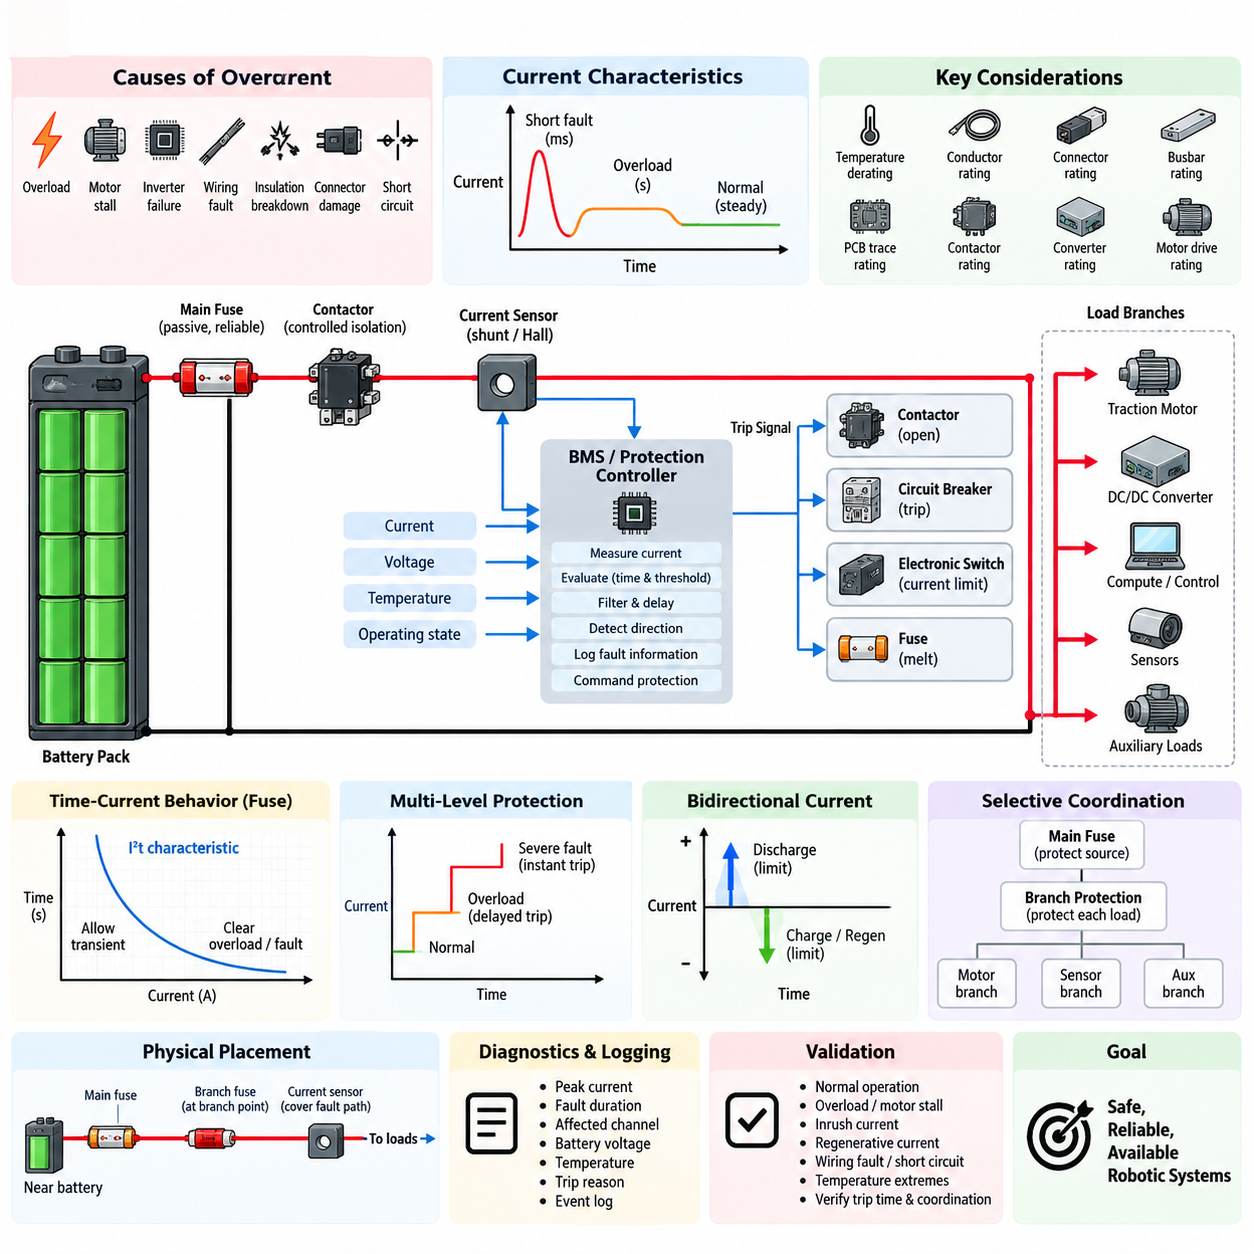 Causes of Overαrent
Overload
Motor
stall
Inverter
failure
Wiring
fault
Insulation
breakdown
Connector
damage
Short
circuit
Current Characteristics
Short fault
(ms)
Overload
(s)
Normal
(steady)
Current
Time
Key Considerations
Temperature
derating
Conductor
rating
Connector
rating
Busbar
rating
PCB trace
rating
Contactor
rating
Converter
rating
Motor drive
rating
Main Fuse
(passive, reliable)
Contactor
(controlled isolation)
Current Sensor
(shunt / Hall)
Load Branches
Battery Pack
Current
Voltage
Temperature
Operating state
BMS / Protection
Controller
Measure current
Evaluate (time & threshold)
Filter & delay
Detect direction
Log fault information
Command protection
Trip Signal
Contactor
(open)
Circuit Breaker
(trip)
Electronic Switch
(current limit)
Fuse
(melt)
Traction Motor
DC/DC Converter
Compute / Control
Sensors
Auxiliary Loads
Time-Current Behavior (Fuse)
I²t characteristic
Time
(s)
Allow
transient
Clear
overload / fault
Current (A)
Multi-Level Protection
Severe fault
(instant trip)
Current
Overload
(delayed trip)
Normal
Time
Bidirectional Current
+
Discharge
(limit)
Current
Charge / Regen
(limit)
–
Time
Selective Coordination
Main Fuse
(protect source)
Branch Protection
(protect each load)
Motor
branch
Sensor
branch
Aux
branch
Physical Placement
Main fuse
Branch fuse
(at branch point)
Current sensor
(cover fault path)
To loads
Near battery
Diagnostics & Logging
• Peak current
• Fault duration
• Affected channel
• Battery voltage
• Temperature
• Trip reason
• Event log
Validation
• Normal operation
• Overload / motor stall
• Inrush current
• Regenerative current
• Wiring fault / short circuit
• Temperature extremes
• Verify trip time & coordination
Goal
Safe,
Reliable,
Available
Robotic Systems